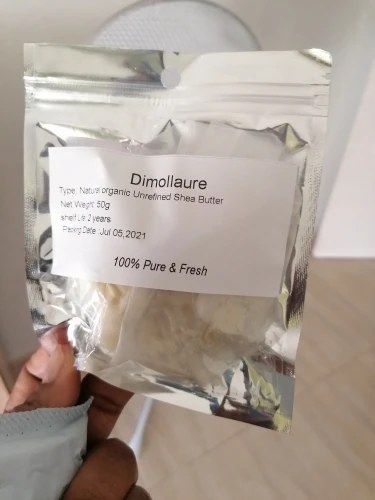 Dimollaure
Type: Natural organic Unrefined Shea Butter
Net Weight: 50g
shelf Life: 2 years
Packing Date: Jul 05,2021
100% Pure & Fresh